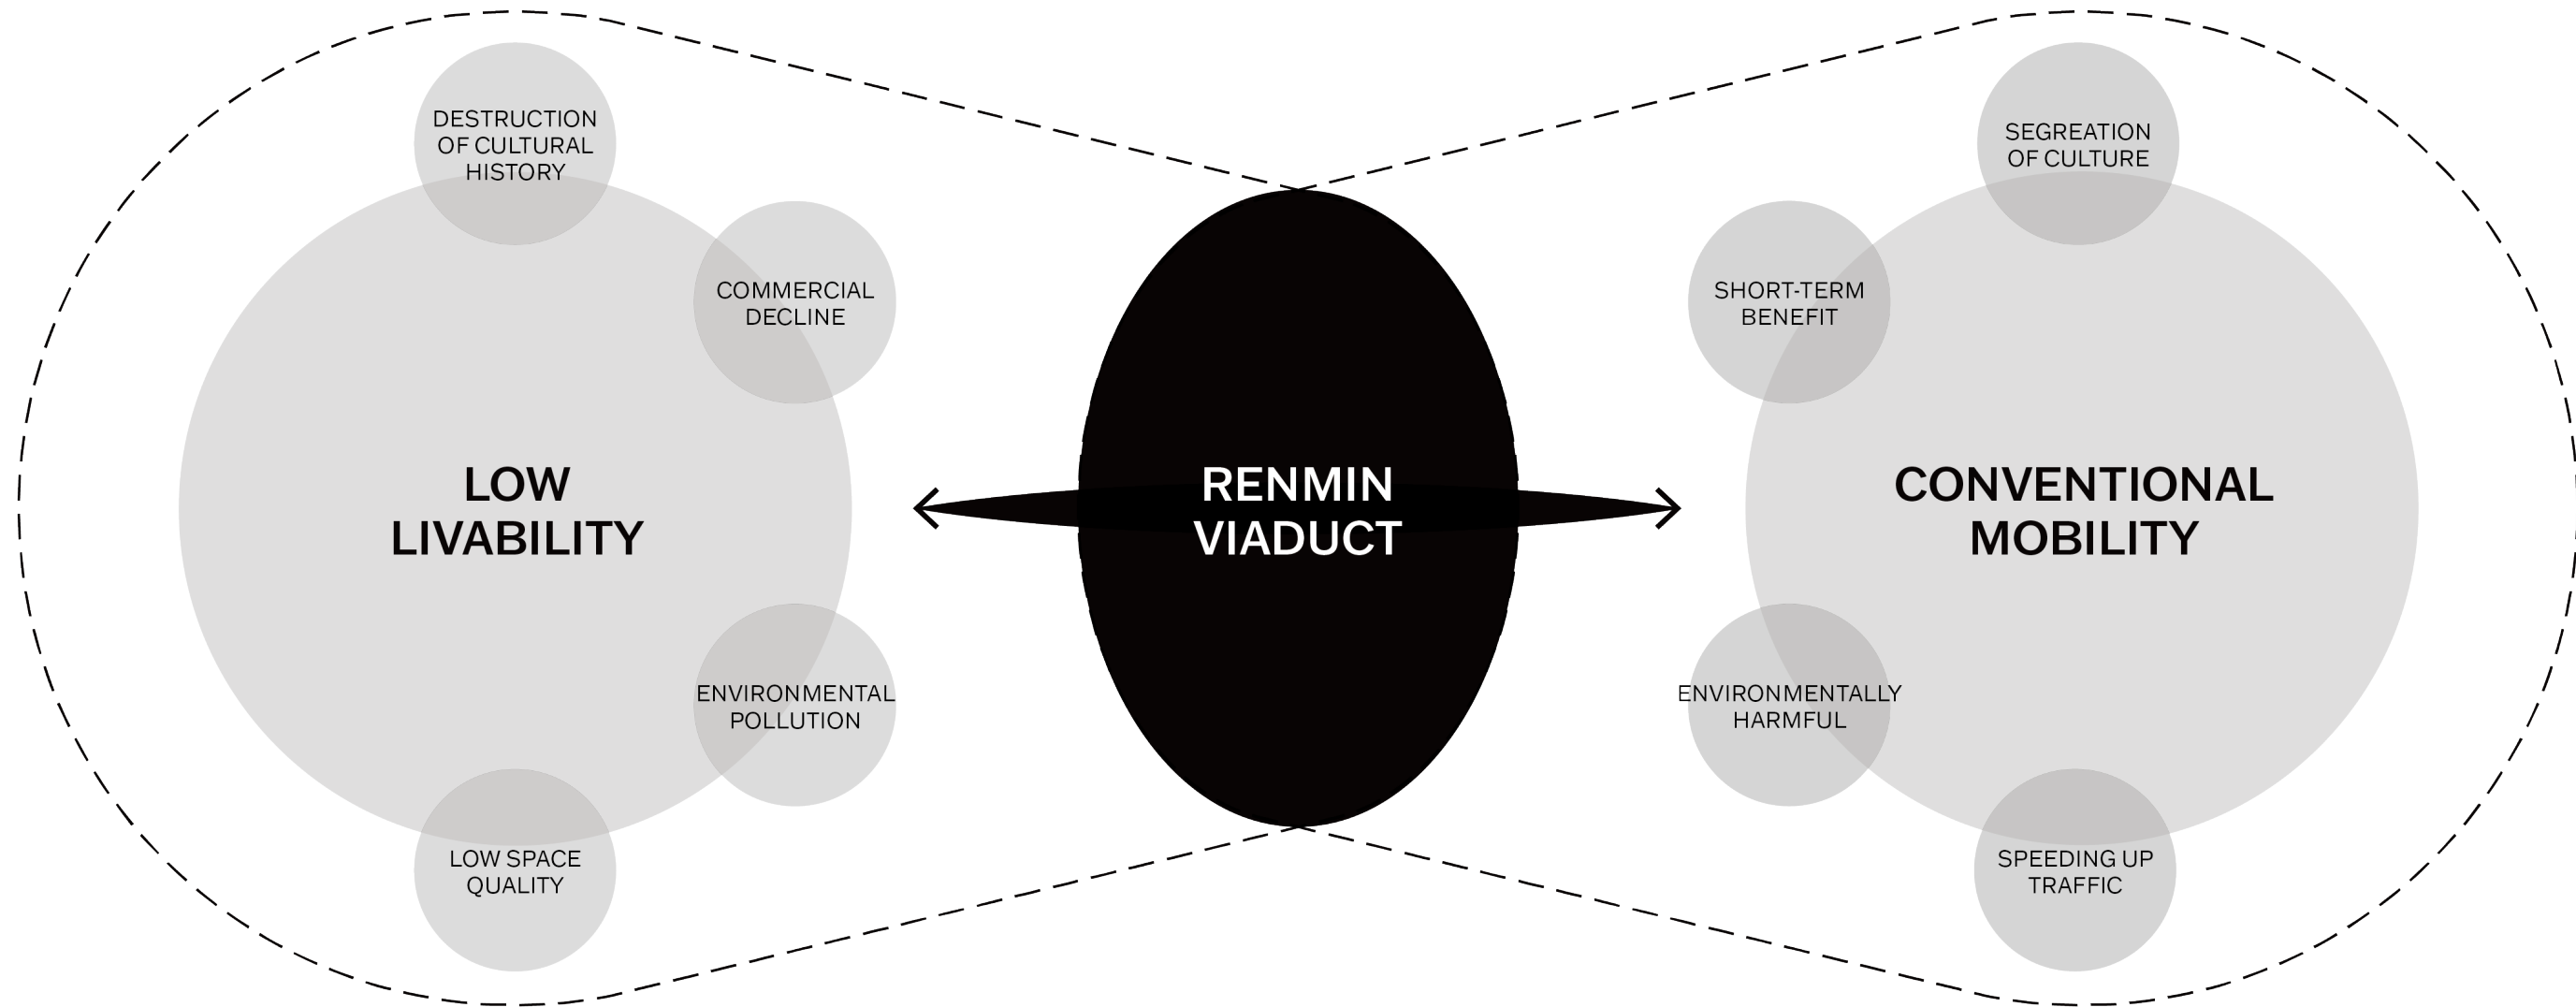 DESTRUCTION
OF CULTURAL
HISTORY
COMMERCIAL
DECLINE
LOW
LIVABILITY
ENVIRONMENTAL
POLLUTION
LOW SPACE
QUALITY
RENMIN
VIADUCT
SEGREATION
OF CULTURE
SHORT-TERM
BENEFIT
CONVENTIONAL
MOBILITY
ENVIRONMENTALLY
HARMFUL
SPEEDING UP
TRAFFIC